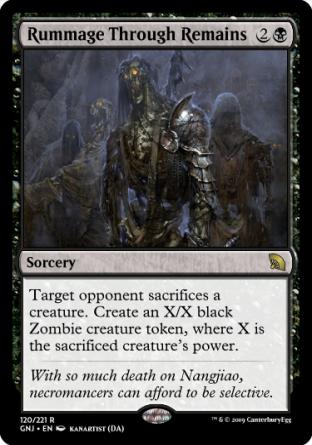 Rummage Through Remains 2
Sorcery
Target opponent sacrifices a
creature. Create an X/X black
Zombie creature token, where X is
the sacrificed creature's power.
With so much death on Nangjiao,
necromancers can afford to be selective.
120/221 R
GNJ • EN KANARTIST (DA)
™ & © 2019 CanterburyEgg